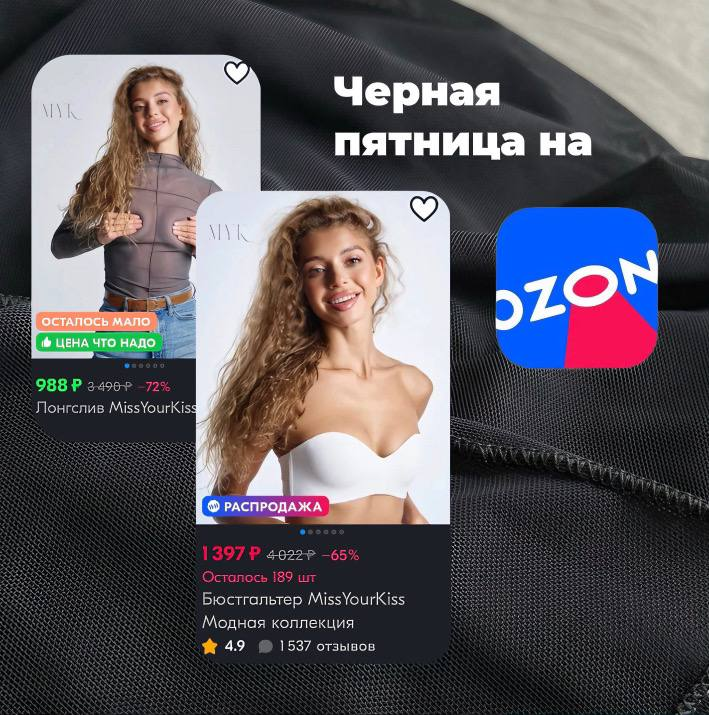 Черная
пятница на
OZON
MYK
ОСТАЛОСЬ МАЛО
ЦЕНА ЧТО НАДО
988 ₽ 3 490 ₽ −72%
Лонгслив MissYourKiss
MYK
РАСПРОДАЖА
1 397 ₽ 4 022 ₽ −65%
Осталось 189 шт
Бюстгальтер MissYourKiss
Модная коллекция
4.9 1 537 отзывов